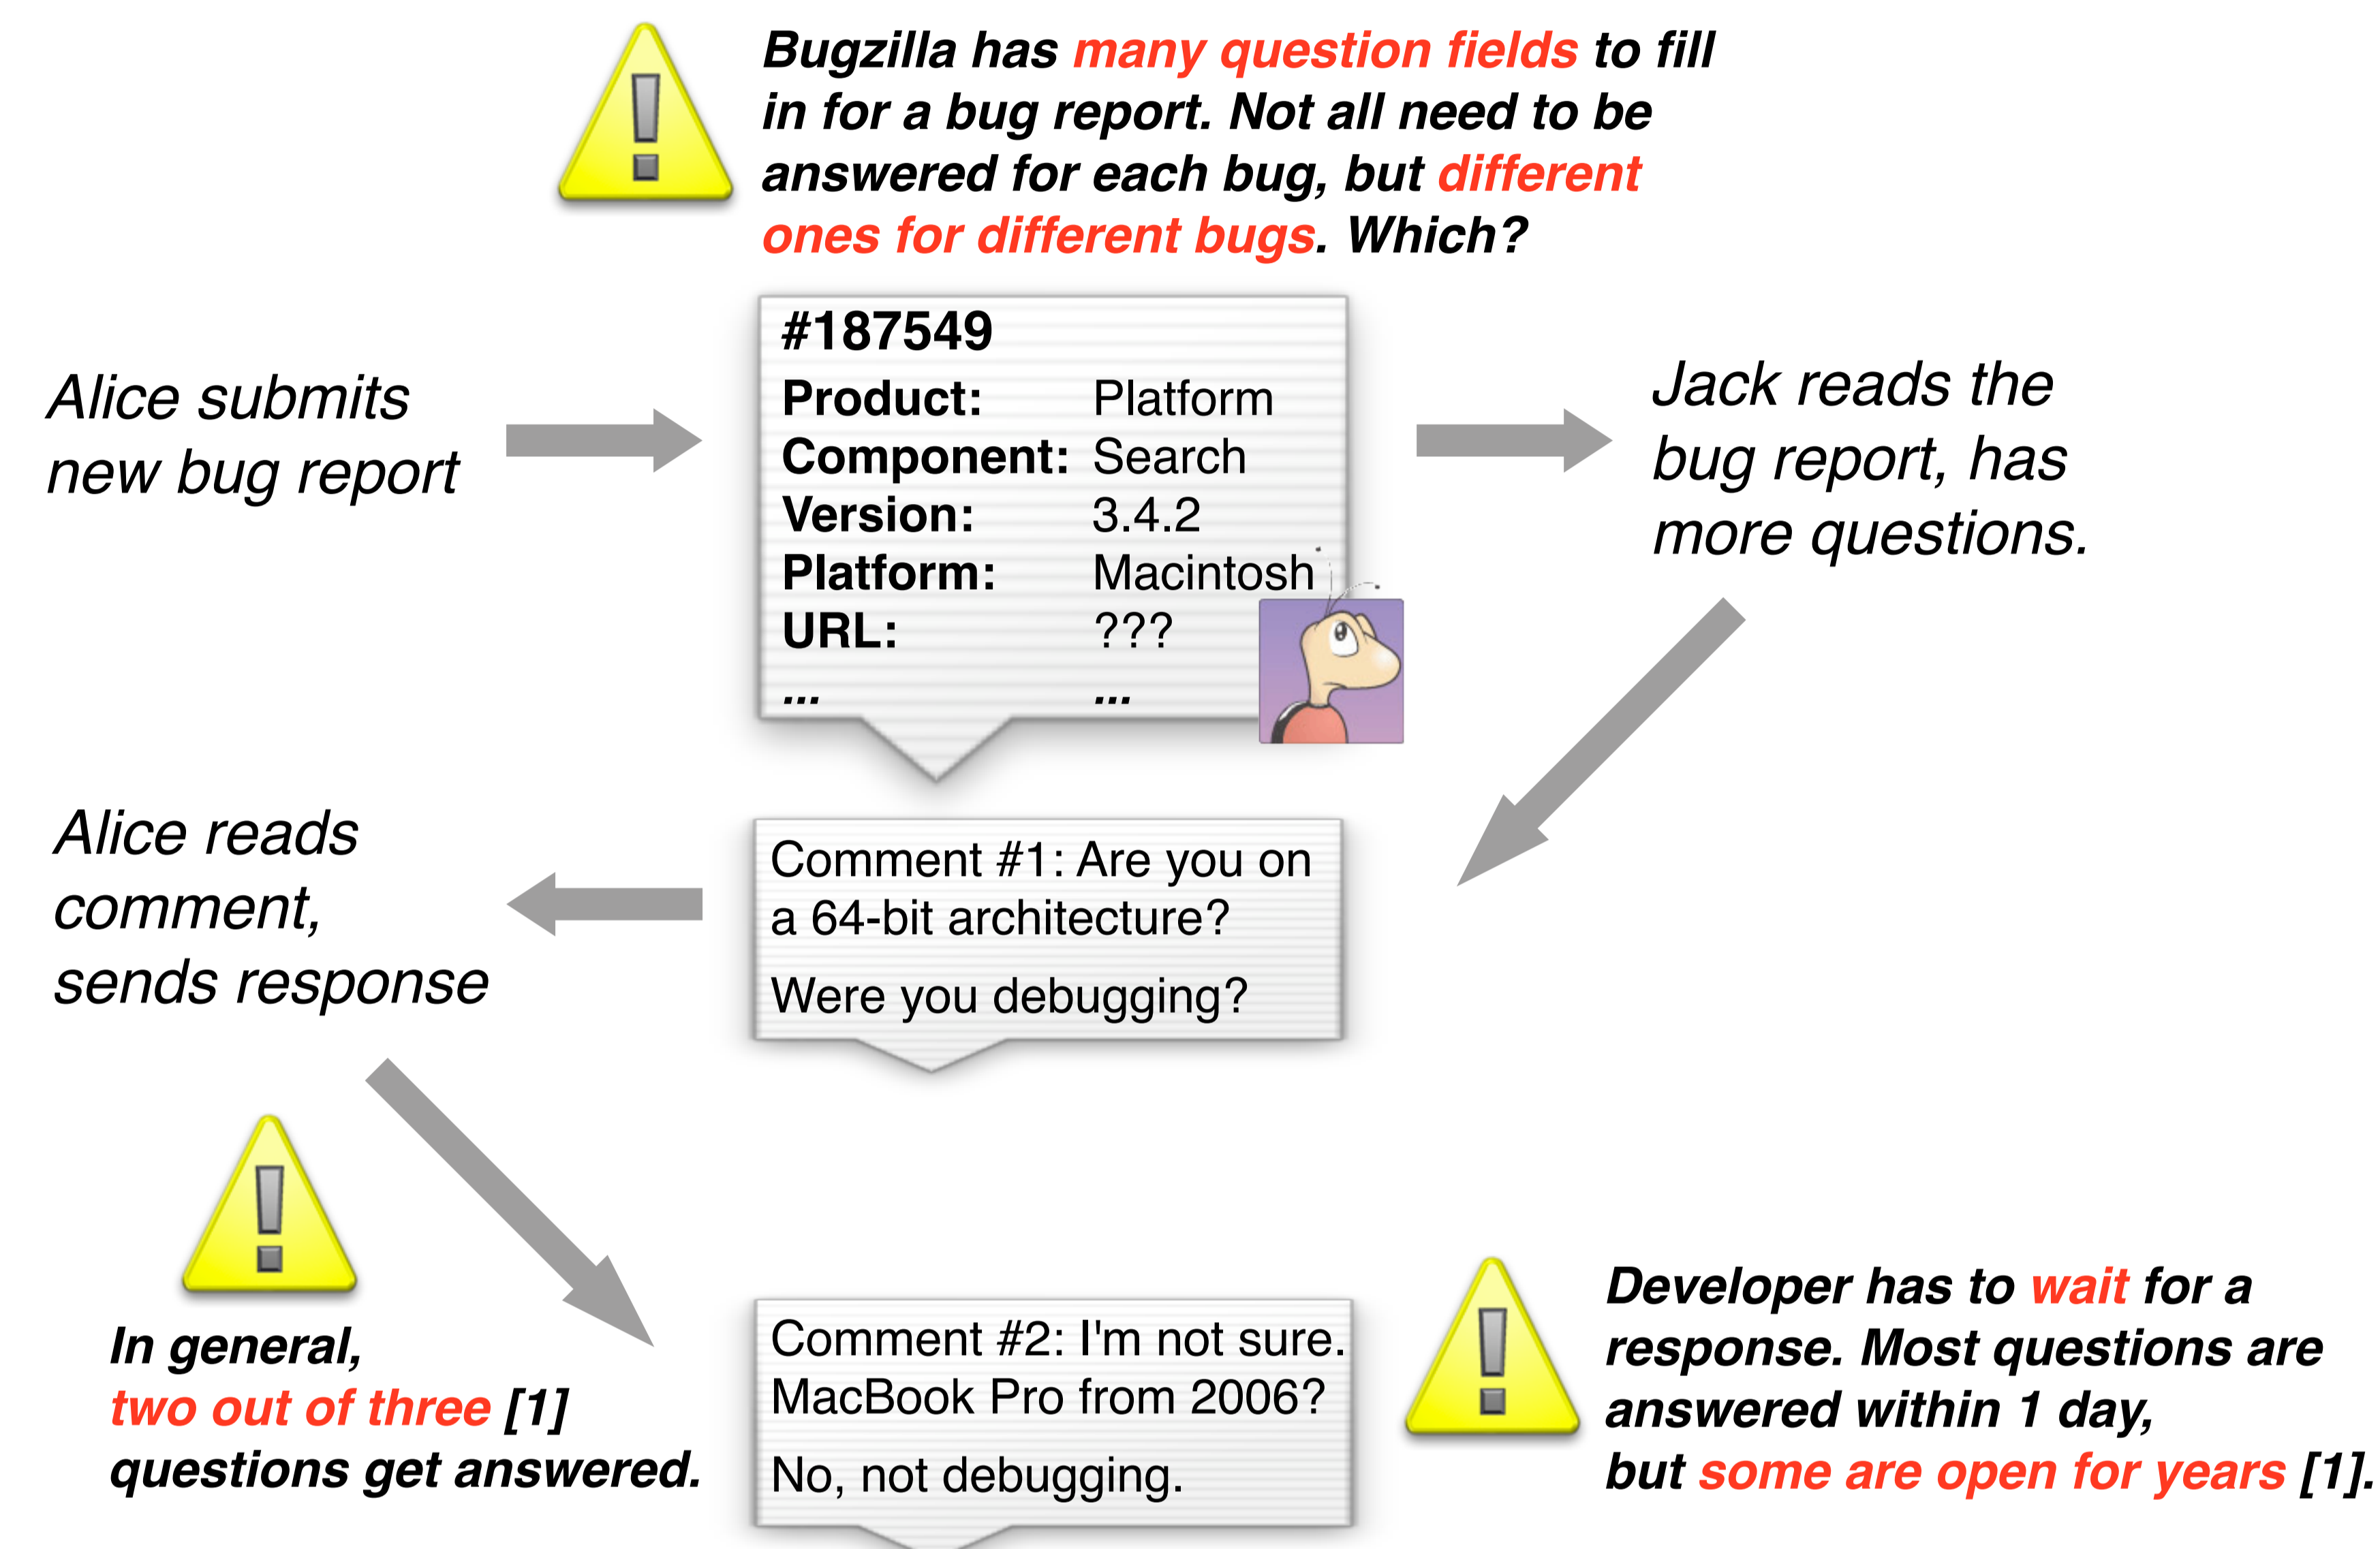 Bugzilla has many question fields to fill
in for a bug report. Not all need to be
answered for each bug, but different
ones for different bugs. Which?
Alice submits
new bug report
#187549
Product: Platform
Component: Search
Version: 3.4.2
Platform: Macintosh
URL: ???
... ...
Jack reads the
bug report, has
more questions.
Comment #1: Are you on
a 64-bit architecture?
Were you debugging?
Alice reads
comment,
sends response
In general,
two out of three [1]
questions get answered.
Comment #2: I'm not sure.
MacBook Pro from 2006?
No, not debugging.
Developer has to wait for a
response. Most questions are
answered within 1 day,
but some are open for years [1].